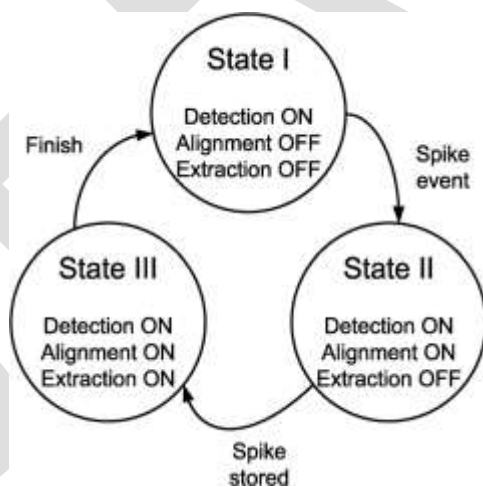 State I
Detection ON
Alignment OFF
Extraction OFF
Finish
Spike
event
State III
Detection ON
Alignment ON
Extraction ON
State II
Detection ON
Alignment ON
Extraction OFF
Spike
stored